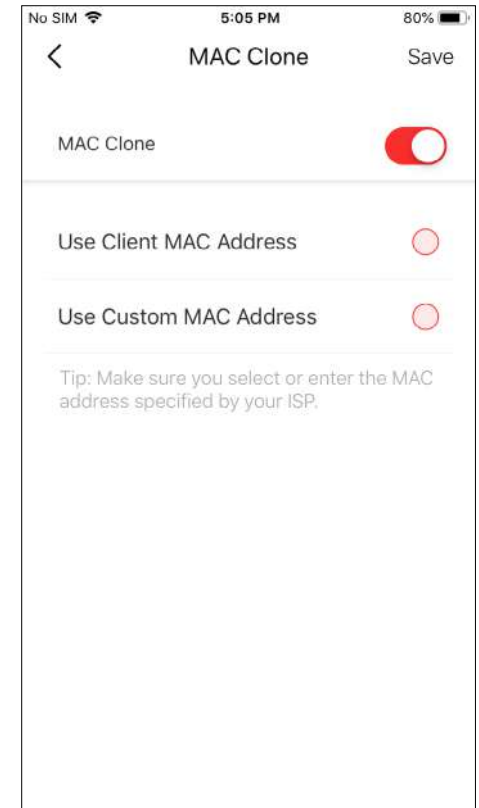 No SIM 5:05 PM 80%
MAC Clone Save
MAC Clone
Use Client MAC Address
Use Custom MAC Address
Tip: Make sure you select or enter the MAC
address specified by your ISP.